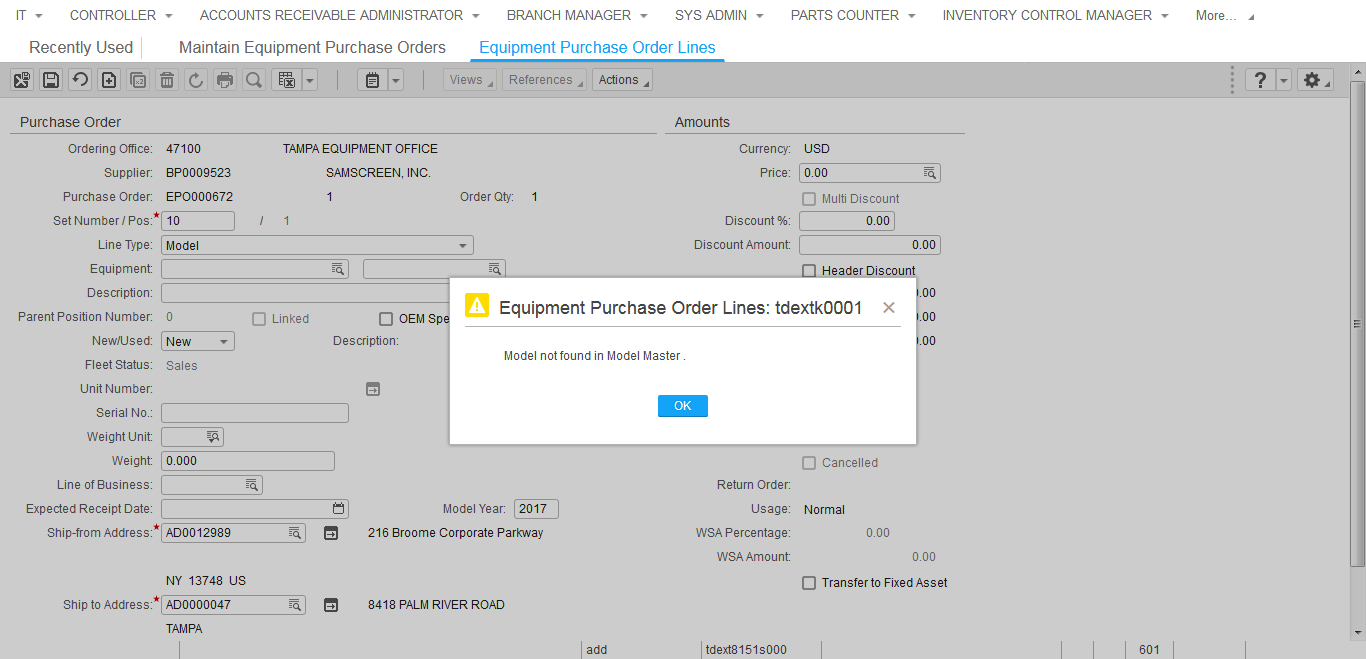 IT CONTROLLER ACCOUNTS RECEIVABLE ADMINISTRATOR BRANCH MANAGER SYS ADMIN PARTS COUNTER INVENTORY CONTROL MANAGER More...
Recently Used Maintain Equipment Purchase Orders Equipment Purchase Order Lines
Views References Actions ?
Purchase Order Amounts
Ordering Office: 47100 TAMPA EQUIPMENT OFFICE Currency: USD
Supplier: BP0009523 SAMSCREEN, INC. Price: 0.00
Purchase Order: EPO000672 1 Order Qty: 1 Multi Discount
Set Number / Pos:* 10 / 1 Discount %: 0.00
Line Type: Model Discount Amount: 0.00
Equipment: Header Discount
Description: 0.00
Equipment Purchase Order Lines: tdextk0001
Parent Position Number: 0 Linked OEM Spe .00
New/Used: New Description: 0.00
Model not found in Model Master .
Fleet Status: Sales
Unit Number:
OK
Serial No.:
Weight Unit:
Weight: 0.000 Cancelled
Line of Business: Return Order:
Expected Receipt Date: Model Year: 2017 Usage: Normal
Ship-from Address:* AD0012989 216 Broome Corporate Parkway WSA Percentage: 0.00
WSA Amount: 0.00
NY 13748 US Transfer to Fixed Asset
Ship to Address:* AD0000047 8418 PALM RIVER ROAD
TAMPA
add tdext8151s000 601